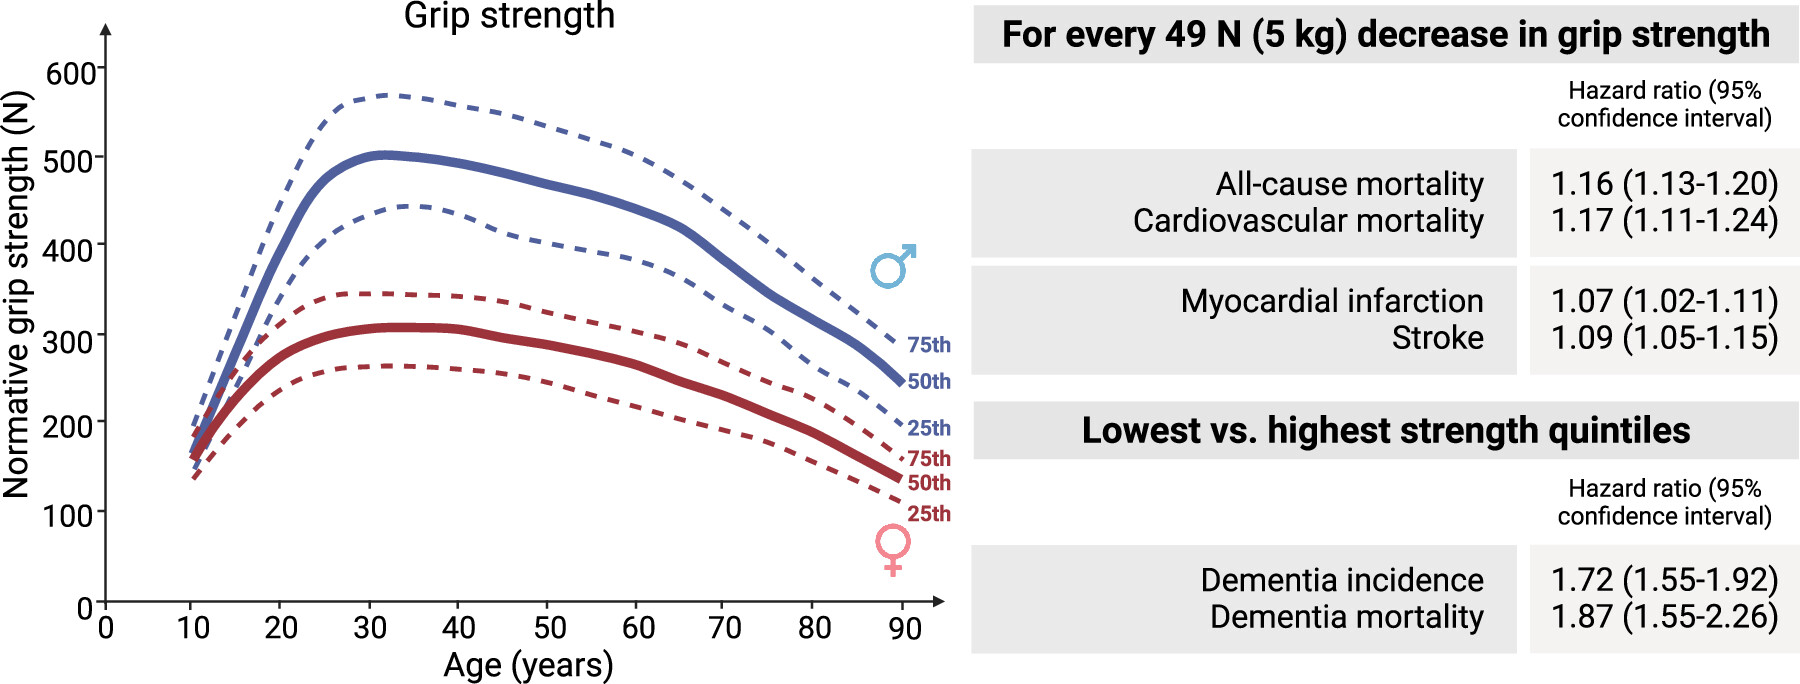 Grip strength
Normative grip strength (N)
600
500
400
300
200
100
0
0 10 20 30 40 50 60 70 80 90
Age (years)
75th
50th
25th
75th
50th
25th
For every 49 N (5 kg) decrease in grip strength
Hazard ratio (95%
confidence interval)
All-cause mortality 1.16 (1.13-1.20)
Cardiovascular mortality 1.17 (1.11-1.24)
Myocardial infarction 1.07 (1.02-1.11)
Stroke 1.09 (1.05-1.15)
Lowest vs. highest strength quintiles
Hazard ratio (95%
confidence interval)
Dementia incidence 1.72 (1.55-1.92)
Dementia mortality 1.87 (1.55-2.26)